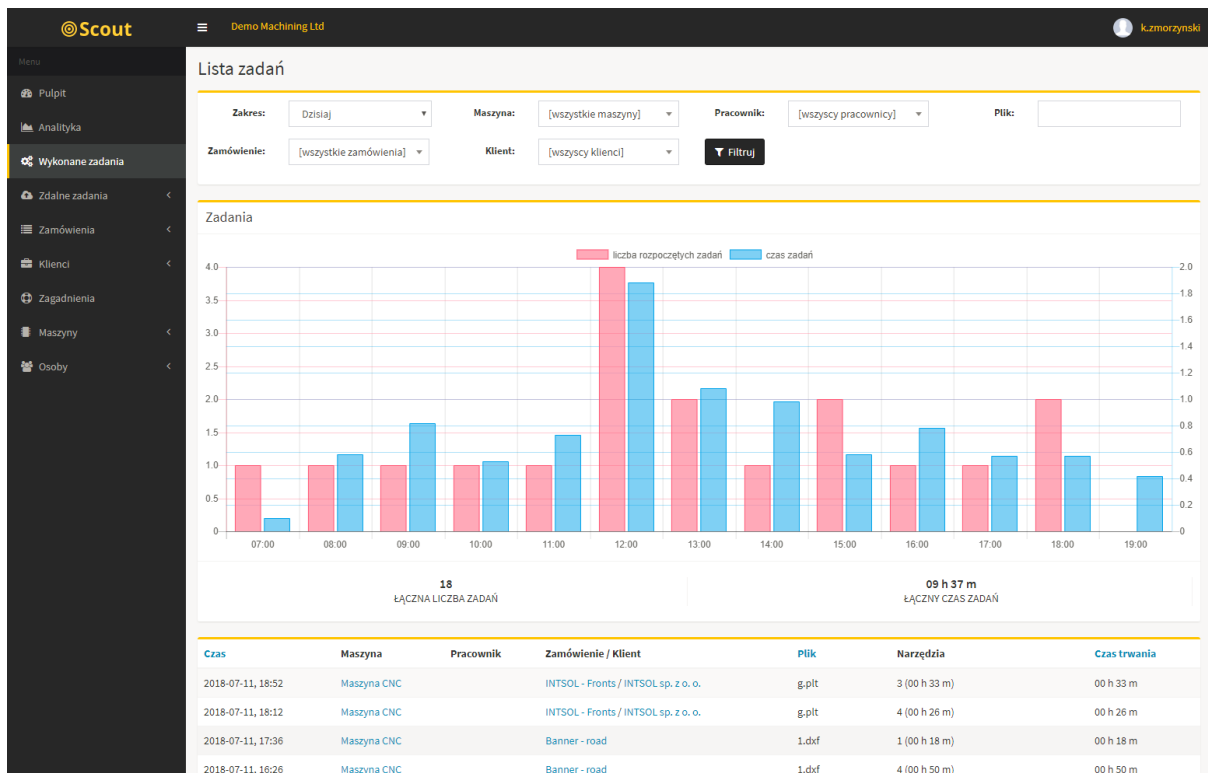 Scout
Demo Machining Ltd
k.zmorzynski
Menu
Pulpit
Analityka
Wykonane zadania
Zdalne zadania
Zamówienia
Klienci
Zagadnienia
Maszyny
Osoby
Lista zadań
Zakres: Dzisiaj Maszyna: [wszystkie maszyny] Pracownik: [wszyscy pracownicy] Plik:
Zamówienie: [wszystkie zamówienia] Klient: [wszyscy klienci] Filtruj
Zadania
liczba rozpoczętych zadań czas zadań
4.0 2.0
3.5 1.8
1.6
3.0 1.4
2.5 1.2
2.0 1.0
1.5 0.8
1.0 0.6
0.4
0.5 0.2
0 0
07:00 08:00 09:00 10:00 11:00 12:00 13:00 14:00 15:00 16:00 17:00 18:00 19:00
18 09 h 37 m
ŁĄCZNA LICZBA ZADAŃ ŁĄCZNY CZAS ZADAŃ
Czas Maszyna Pracownik Zamówienie / Klient Plik Narzędzia Czas trwania
2018-07-11, 18:52 Maszyna CNC INTSOL - Fronts / INTSOL sp. z o. o. g.plt 3 (00 h 33 m) 00 h 33 m
2018-07-11, 18:12 Maszyna CNC INTSOL - Fronts / INTSOL sp. z o. o. g.plt 4 (00 h 26 m) 00 h 26 m
2018-07-11, 17:36 Maszyna CNC Banner - road 1.dxf 1 (00 h 18 m) 00 h 18 m
2018-07-11, 16:26 Maszyna CNC Banner - road 1.dxf 4 (00 h 50 m) 00 h 50 m